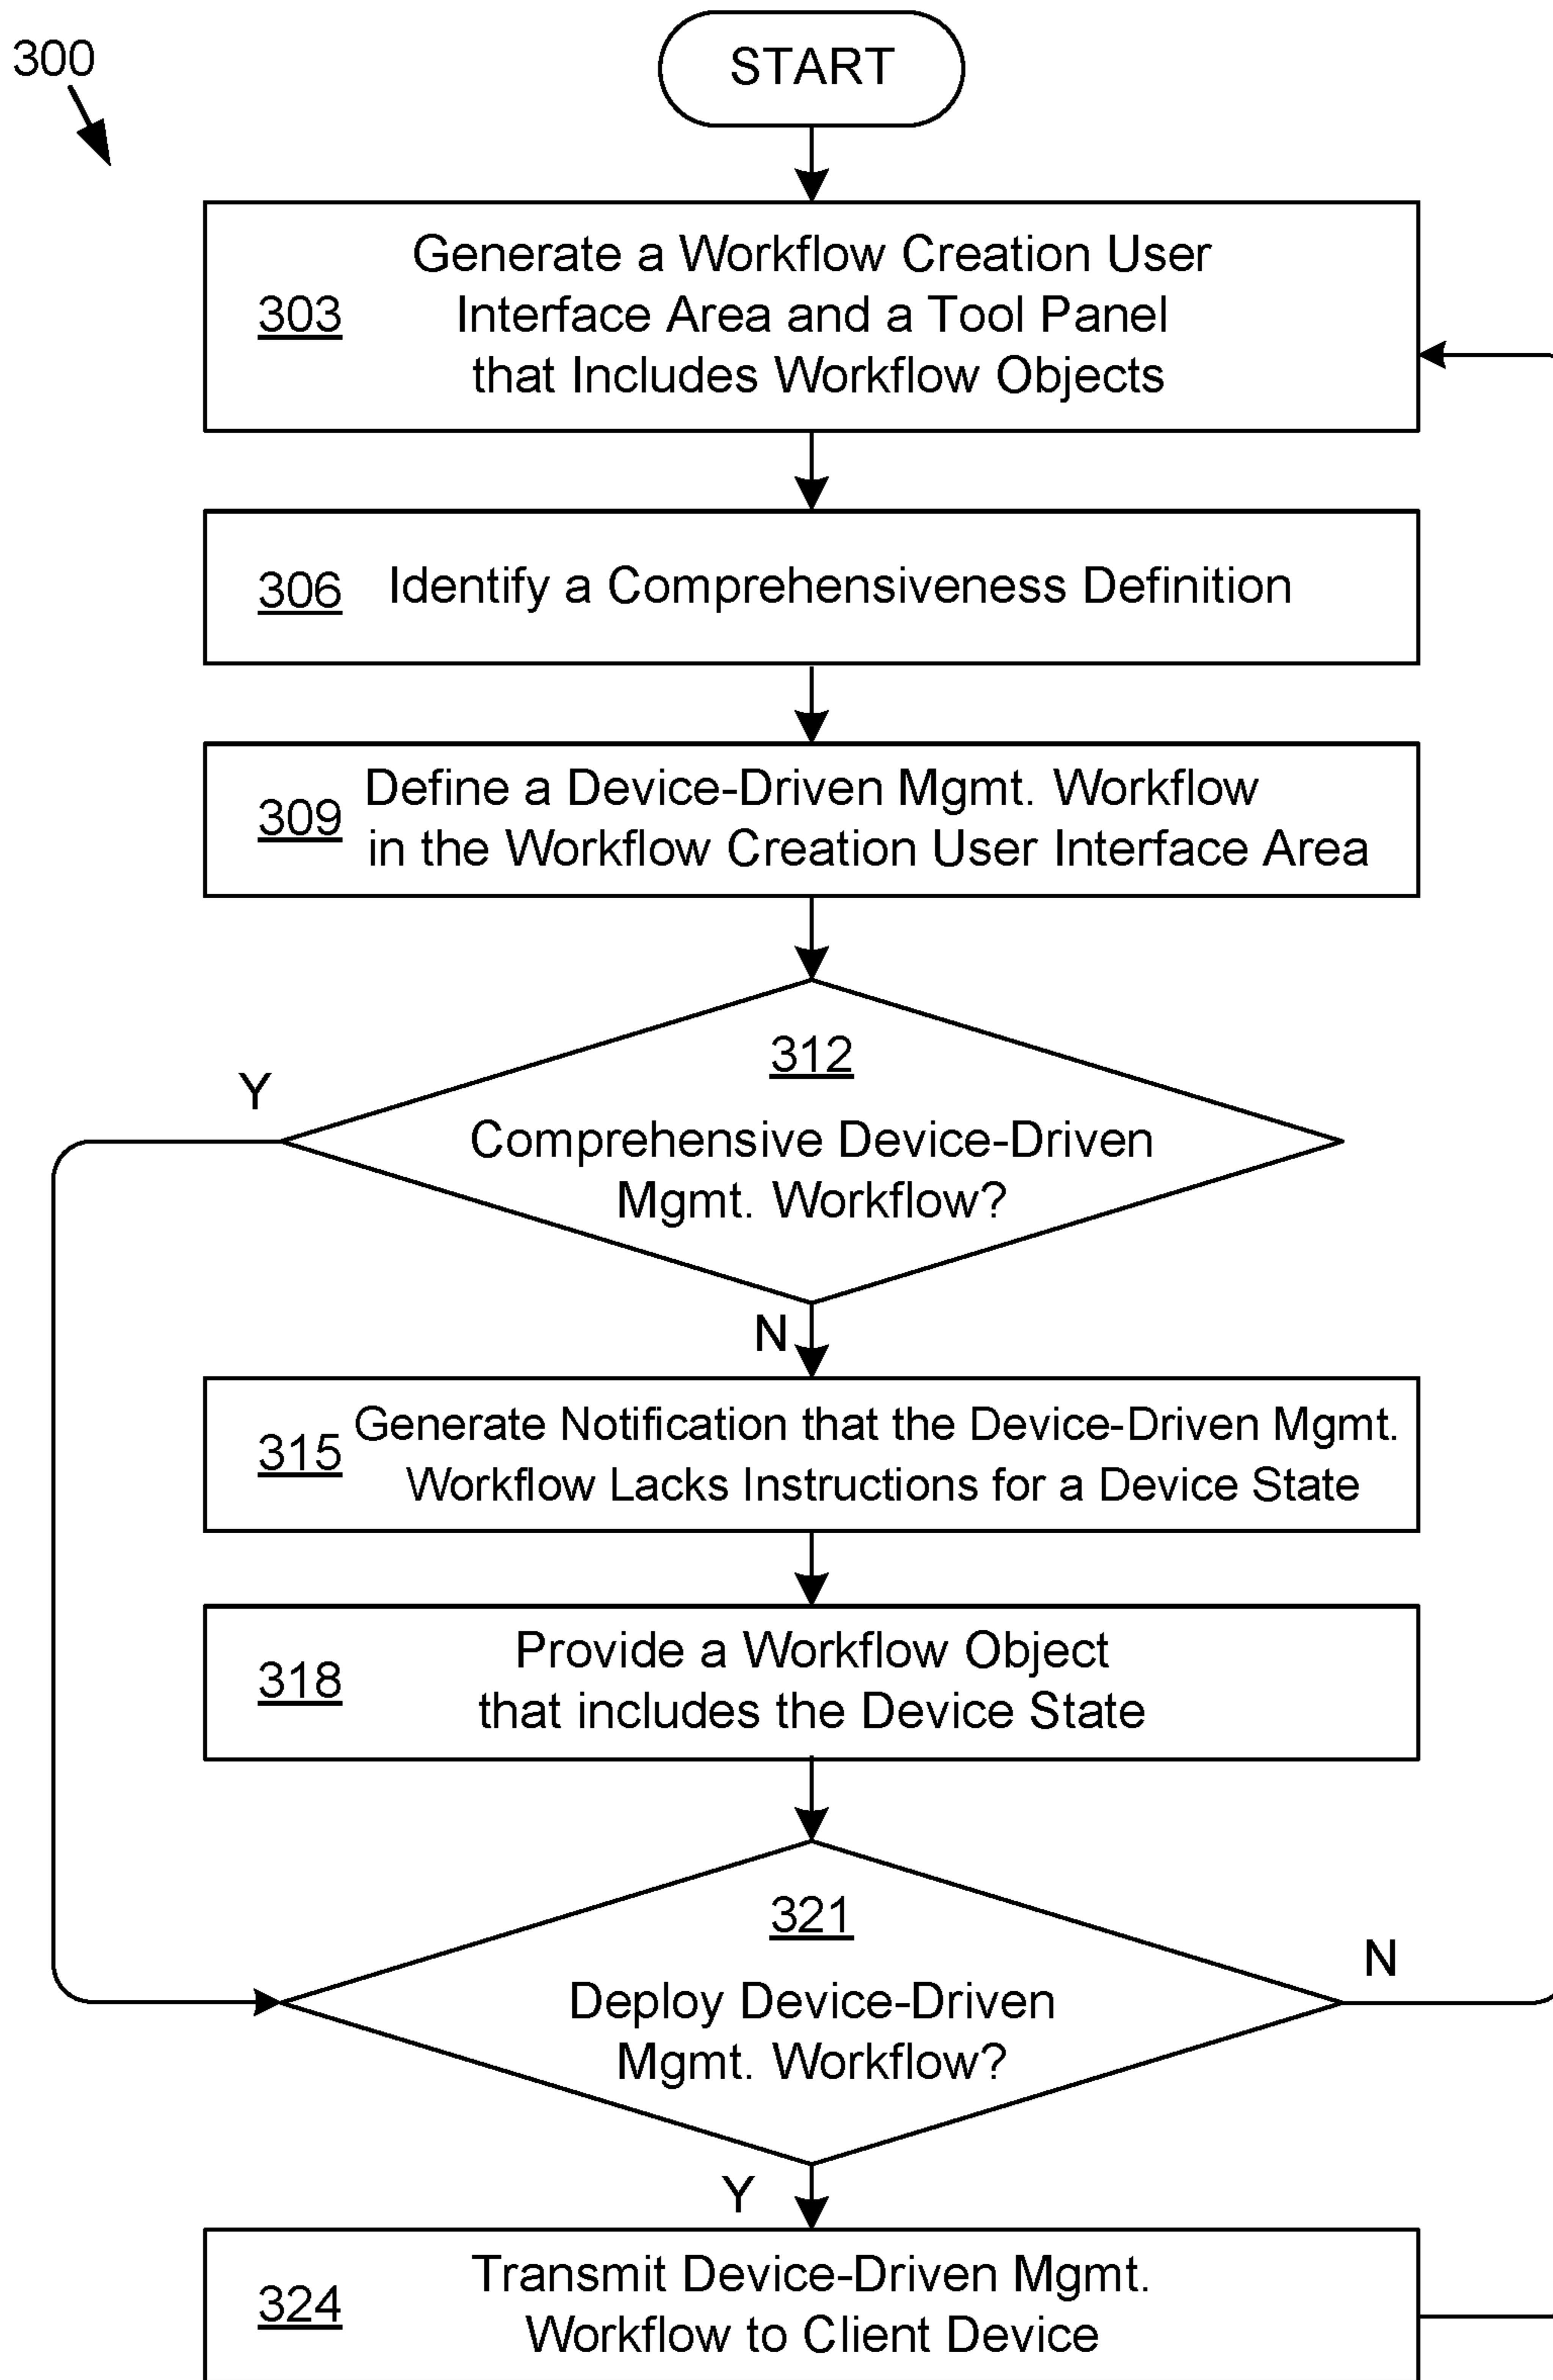 300
START
Generate a Workflow Creation User
303
Interface Area and a Tool Panel
that Includes Workflow Objects
306
Identify a Comprehensiveness Definition
309
Define a Device-Driven Mgmt. Workflow
in the Workflow Creation User Interface Area
312
Y
Comprehensive Device-Driven
Mgmt. Workflow?
N
315
Generate Notification that the Device-Driven Mgmt.
Workflow Lacks Instructions for a Device State
318
Provide a Workflow Object
that includes the Device State
321
N
Deploy Device-Driven
Mgmt. Workflow?
Y
324
Transmit Device-Driven Mgmt.
Workflow to Client Device